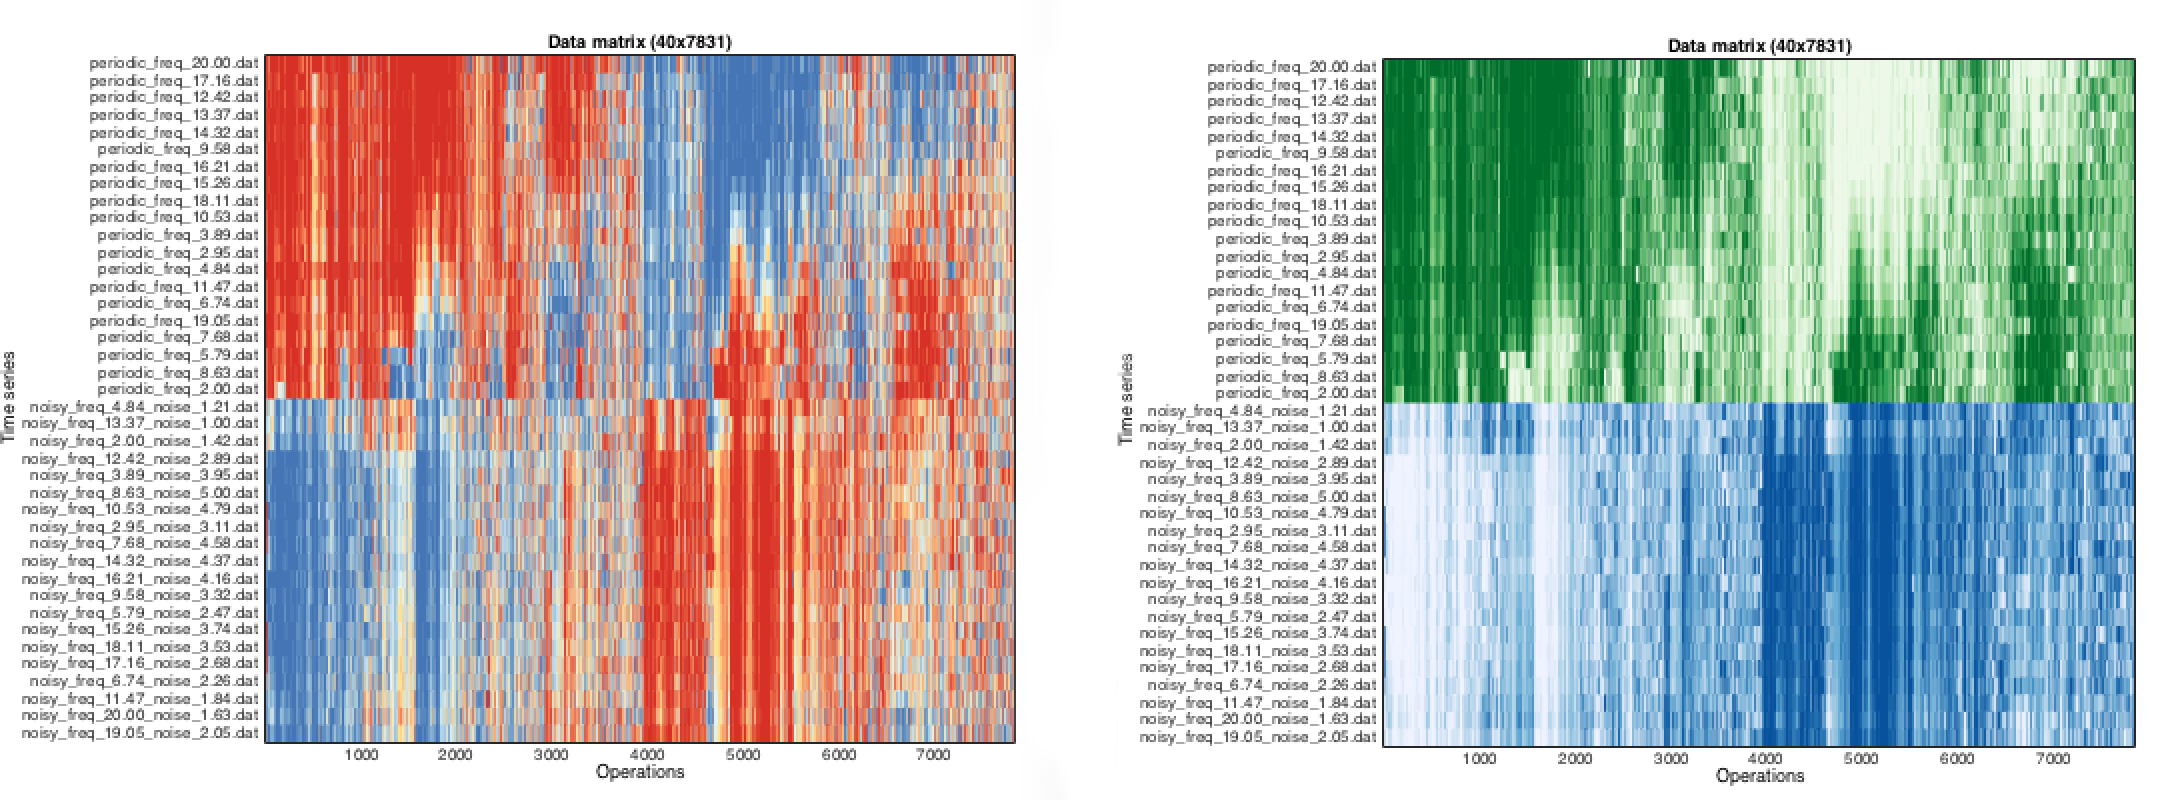 Data matrix (40x7831)
periodic_freq_20.00.dat
periodic_freq_17.16.dat
periodic_freq_12.42.dat
periodic_freq_13.37.dat
periodic_freq_14.32.dat
periodic_freq_9.58.dat
periodic_freq_16.21.dat
periodic_freq_15.26.dat
periodic_freq_18.11.dat
periodic_freq_10.53.dat
periodic_freq_3.89.dat
periodic_freq_2.95.dat
periodic_freq_4.84.dat
periodic_freq_11.47.dat
periodic_freq_6.74.dat
periodic_freq_19.05.dat
periodic_freq_7.68.dat
periodic_freq_5.79.dat
periodic_freq_8.63.dat
periodic_freq_2.00.dat
noisy_freq_4.84_noise_1.21.dat
noisy_freq_13.37_noise_1.00.dat
noisy_freq_2.00_noise_1.42.dat
noisy_freq_12.42_noise_2.89.dat
noisy_freq_3.89_noise_3.95.dat
noisy_freq_8.63_noise_5.00.dat
noisy_freq_10.53_noise_4.79.dat
noisy_freq_2.95_noise_3.11.dat
noisy_freq_7.68_noise_4.58.dat
noisy_freq_14.32_noise_4.37.dat
noisy_freq_16.21_noise_4.16.dat
noisy_freq_9.58_noise_3.32.dat
noisy_freq_5.79_noise_2.47.dat
noisy_freq_15.26_noise_3.74.dat
noisy_freq_18.11_noise_3.53.dat
noisy_freq_17.16_noise_2.68.dat
noisy_freq_6.74_noise_2.26.dat
noisy_freq_11.47_noise_1.84.dat
noisy_freq_20.00_noise_1.63.dat
noisy_freq_19.05_noise_2.05.dat
Time series
1000 2000 3000 4000 5000 6000 7000
Operations
Data matrix (40x7831)
periodic_freq_20.00.dat
periodic_freq_17.16.dat
periodic_freq_12.42.dat
periodic_freq_13.37.dat
periodic_freq_14.32.dat
periodic_freq_9.58.dat
periodic_freq_16.21.dat
periodic_freq_15.26.dat
periodic_freq_18.11.dat
periodic_freq_10.53.dat
periodic_freq_3.89.dat
periodic_freq_2.95.dat
periodic_freq_4.84.dat
periodic_freq_11.47.dat
periodic_freq_6.74.dat
periodic_freq_19.05.dat
periodic_freq_7.68.dat
periodic_freq_5.79.dat
periodic_freq_8.63.dat
periodic_freq_2.00.dat
noisy_freq_4.84_noise_1.21.dat
noisy_freq_13.37_noise_1.00.dat
noisy_freq_2.00_noise_1.42.dat
noisy_freq_12.42_noise_2.89.dat
noisy_freq_3.89_noise_3.95.dat
noisy_freq_8.63_noise_5.00.dat
noisy_freq_10.53_noise_4.79.dat
noisy_freq_2.95_noise_3.11.dat
noisy_freq_7.68_noise_4.58.dat
noisy_freq_14.32_noise_4.37.dat
noisy_freq_16.21_noise_4.16.dat
noisy_freq_9.58_noise_3.32.dat
noisy_freq_5.79_noise_2.47.dat
noisy_freq_15.26_noise_3.74.dat
noisy_freq_18.11_noise_3.53.dat
noisy_freq_17.16_noise_2.68.dat
noisy_freq_6.74_noise_2.26.dat
noisy_freq_11.47_noise_1.84.dat
noisy_freq_20.00_noise_1.63.dat
noisy_freq_19.05_noise_2.05.dat
Time series
1000 2000 3000 4000 5000 6000 7000
Operations